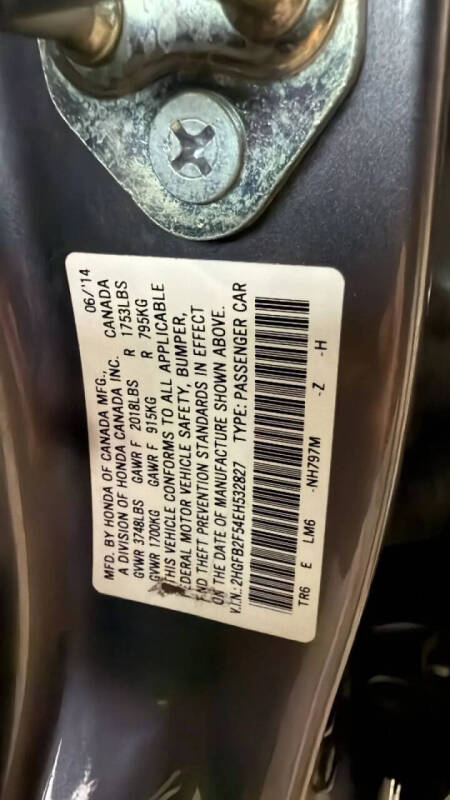 MFD. BY HONDA OF CANADA MFG., 06/'14
A DIVISION OF HONDA CANADA INC. CANADA
GVWR 3748LBS GAWR F 2018LBS R 1753LBS
GVWR 1700KG GAWR F 915KG R 795KG
THIS VEHICLE CONFORMS TO ALL APPLICABLE
FEDERAL MOTOR VEHICLE SAFETY, BUMPER,
AND THEFT PREVENTION STANDARDS IN EFFECT
ON THE DATE OF MANUFACTURE SHOWN ABOVE.
V.I.N.: 2HGFB2F54EH532827 TYPE: PASSENGER CAR
TR6 E LM6 -NH797M -Z -H